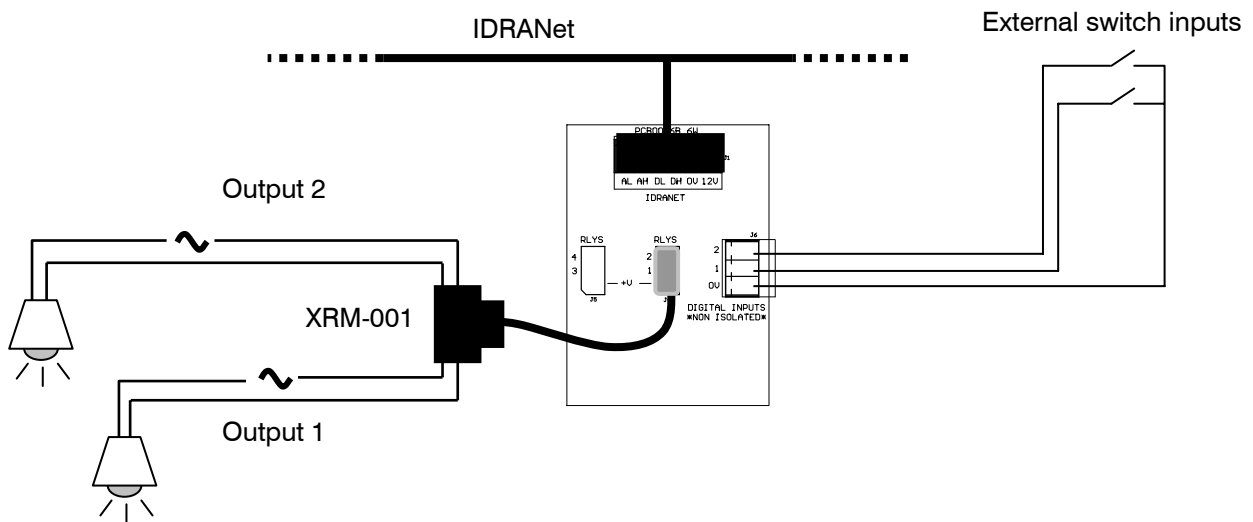 IDRANet
External switch inputs
J1
AL AH DL DH 0V 12V
IDRANET
Output 2
RLYS
4
3
J5
+V
RLYS
2
1
J6
2
1
0V
DIGITAL INPUTS
*NON ISOLATED*
XRM-001
Output 1